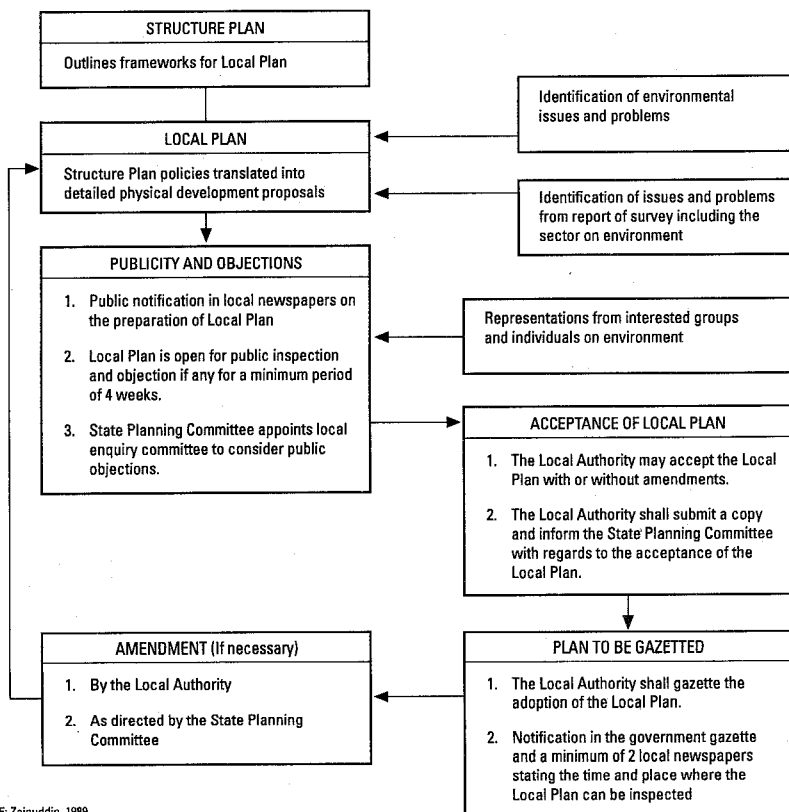 STRUCTURE PLAN
Outlines frameworks for Local Plan
LOCAL PLAN
Structure Plan policies translated into
detailed physical development proposals
Identification of environmental
issues and problems
Identification of issues and problems
from report of survey including the
sector on environment
PUBLICITY AND OBJECTIONS
1. Public notification in local newspapers on
the preparation of Local Plan
2. Local Plan is open for public inspection
and objection if any for a minimum period
of 4 weeks.
3. State Planning Committee appoints local
enquiry committee to consider public
objections.
Representations from interested groups
and individuals on environment
ACCEPTANCE OF LOCAL PLAN
1. The Local Authority may accept the Local
Plan with or without amendments.
2. The Local Authority shall submit a copy
and inform the State Planning Committee
with regards to the acceptance of the
Local Plan.
AMENDMENT (If necessary)
1. By the Local Authority
2. As directed by the State Planning
Committee
PLAN TO BE GAZETTED
1. The Local Authority shall gazette the
adoption of the Local Plan.
2. Notification in the government gazette
and a minimum of 2 local newspapers
stating the time and place where the
Local Plan can be inspected
Zainuddin, 1989